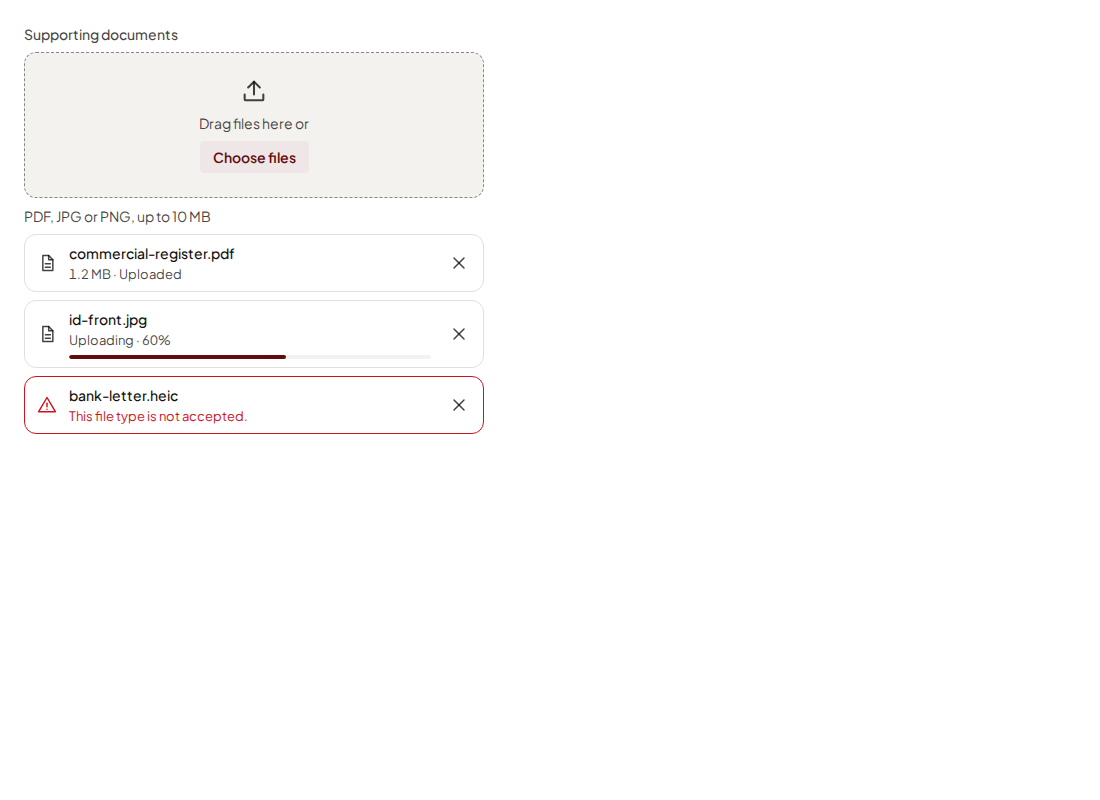 Supporting documents
Drag files here or
Choose files
PDF, JPG or PNG, up to 10 MB
commercial-register.pdf
1.2 MB · Uploaded
id-front.jpg
Uploading · 60%
bank-letter.heic
This file type is not accepted.